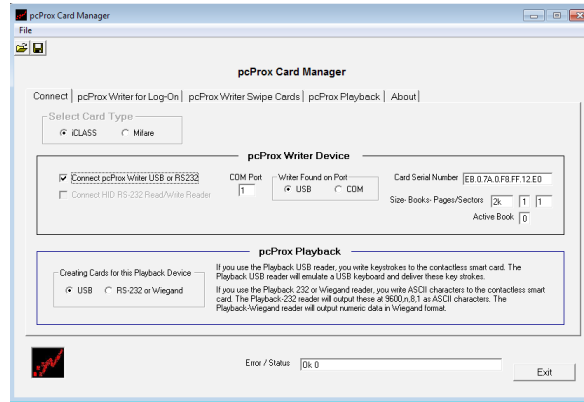 pcProx Card Manager
File
pcProx Card Manager
Connect pcProx Writer for Log-On pcProx Writer Swipe Cards pcProx Playback About
Select Card Type
iCLASS Mifare
pcProx Writer Device
Connect pcProx Writer USB or RS232
Connect HID RS-232 Read/Write Reader
COM Port
1
Writer Found on Port
USB COM
Card Serial Number EB.0.7A.0.F8.FF.12.E0
Size- Books- Pages/Sectors 2k 1 1
Active Book 0
pcProx Playback
Creating Cards for this Playback Device
USB RS-232 or Wiegand
If you use the Playback USB reader, you write keystrokes to the contactless smart card. The
Playback USB reader will emulate a USB keyboard and deliver these key strokes.
If you use the Playback 232 or Wiegand reader, you write ASCII characters to the contactless smart
card. The Playback-232 reader will output these at 9600,n,8,1 as ASCII characters. The
Playback-Wiegand reader will output numeric data in Wiegand format.
Error / Status Ok 0
Exit